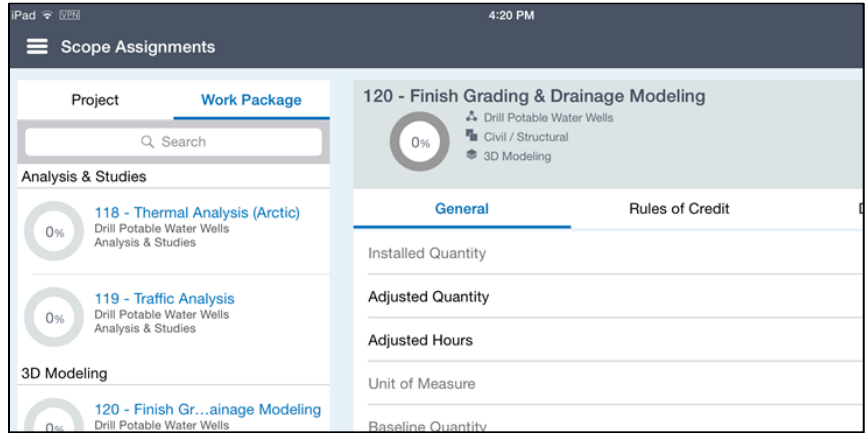 iPad VPN 4:20 PM
Scope Assignments
Project Work Package
Search
Analysis & Studies
0%
118 - Thermal Analysis (Arctic)
Drill Potable Water Wells
Analysis & Studies
0%
119 - Traffic Analysis
Drill Potable Water Wells
Analysis & Studies
3D Modeling
0%
120 - Finish Gr...ainage Modeling
Drill Potable Water Wells
120 - Finish Grading & Drainage Modeling
0%
Drill Potable Water Wells
Civil / Structural
3D Modeling
General Rules of Credit
Installed Quantity
Adjusted Quantity
Adjusted Hours
Unit of Measure
Baseline Quantity